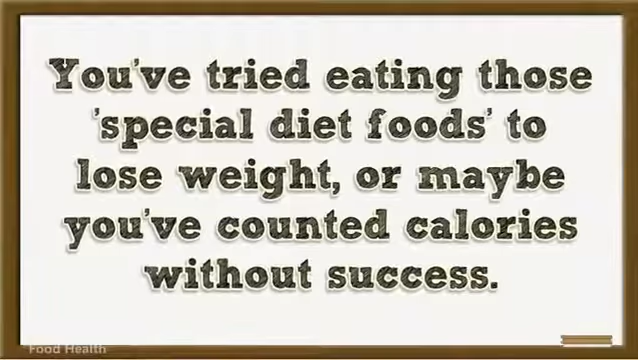 You've tried eating those
'special diet foods' to
lose weight, or maybe
you've counted calories
without success.
Food Health